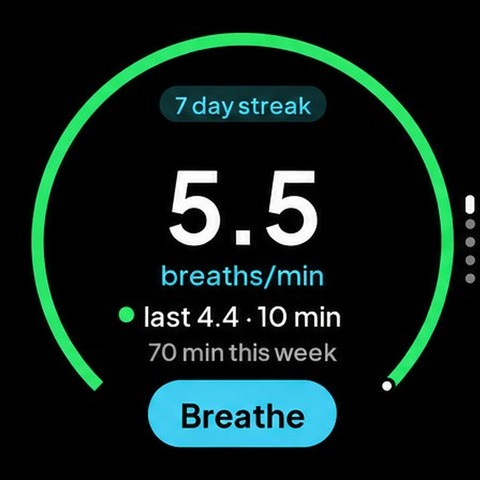 7 day streak
5.5
breaths/min
last 4.4 · 10 min
70 min this week
Breathe